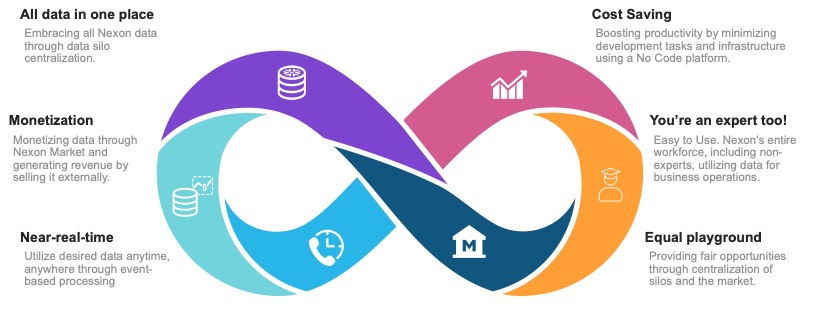 All data in one place
Embracing all Nexon data
through data silo
centralization.
Cost Saving
Boosting productivity by minimizing
development tasks and infrastructure
using a No Code platform.
Monetization
Monetizing data through
Nexon Market and
generating revenue by
selling it externally.
You're an expert too!
Easy to Use. Nexon's entire
workforce, including non-
experts, utilizing data for
business operations.
Near-real-time
Utilize desired data anytime,
anywhere through event-
based processing
M
Equal playground
Providing fair opportunities
through centralization of
silos and the market.